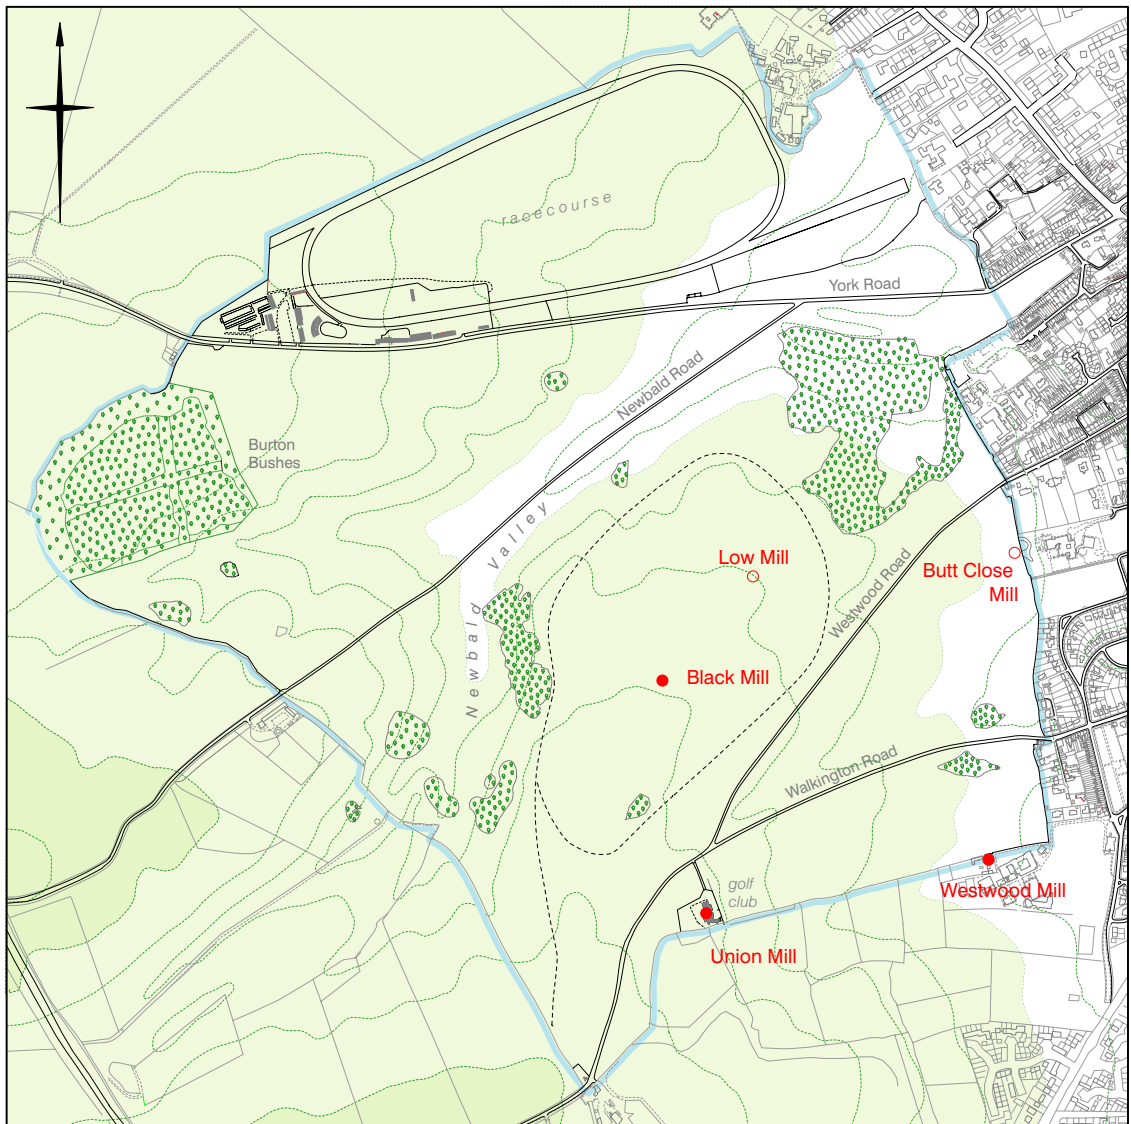 racecourse
York Road
Newbald Road
Burton
Bushes
Newbald Valley
Low Mill
Butt Close
Mill
Westwood Road
Black Mill
Walkington Road
golf
club
Westwood Mill
Union Mill